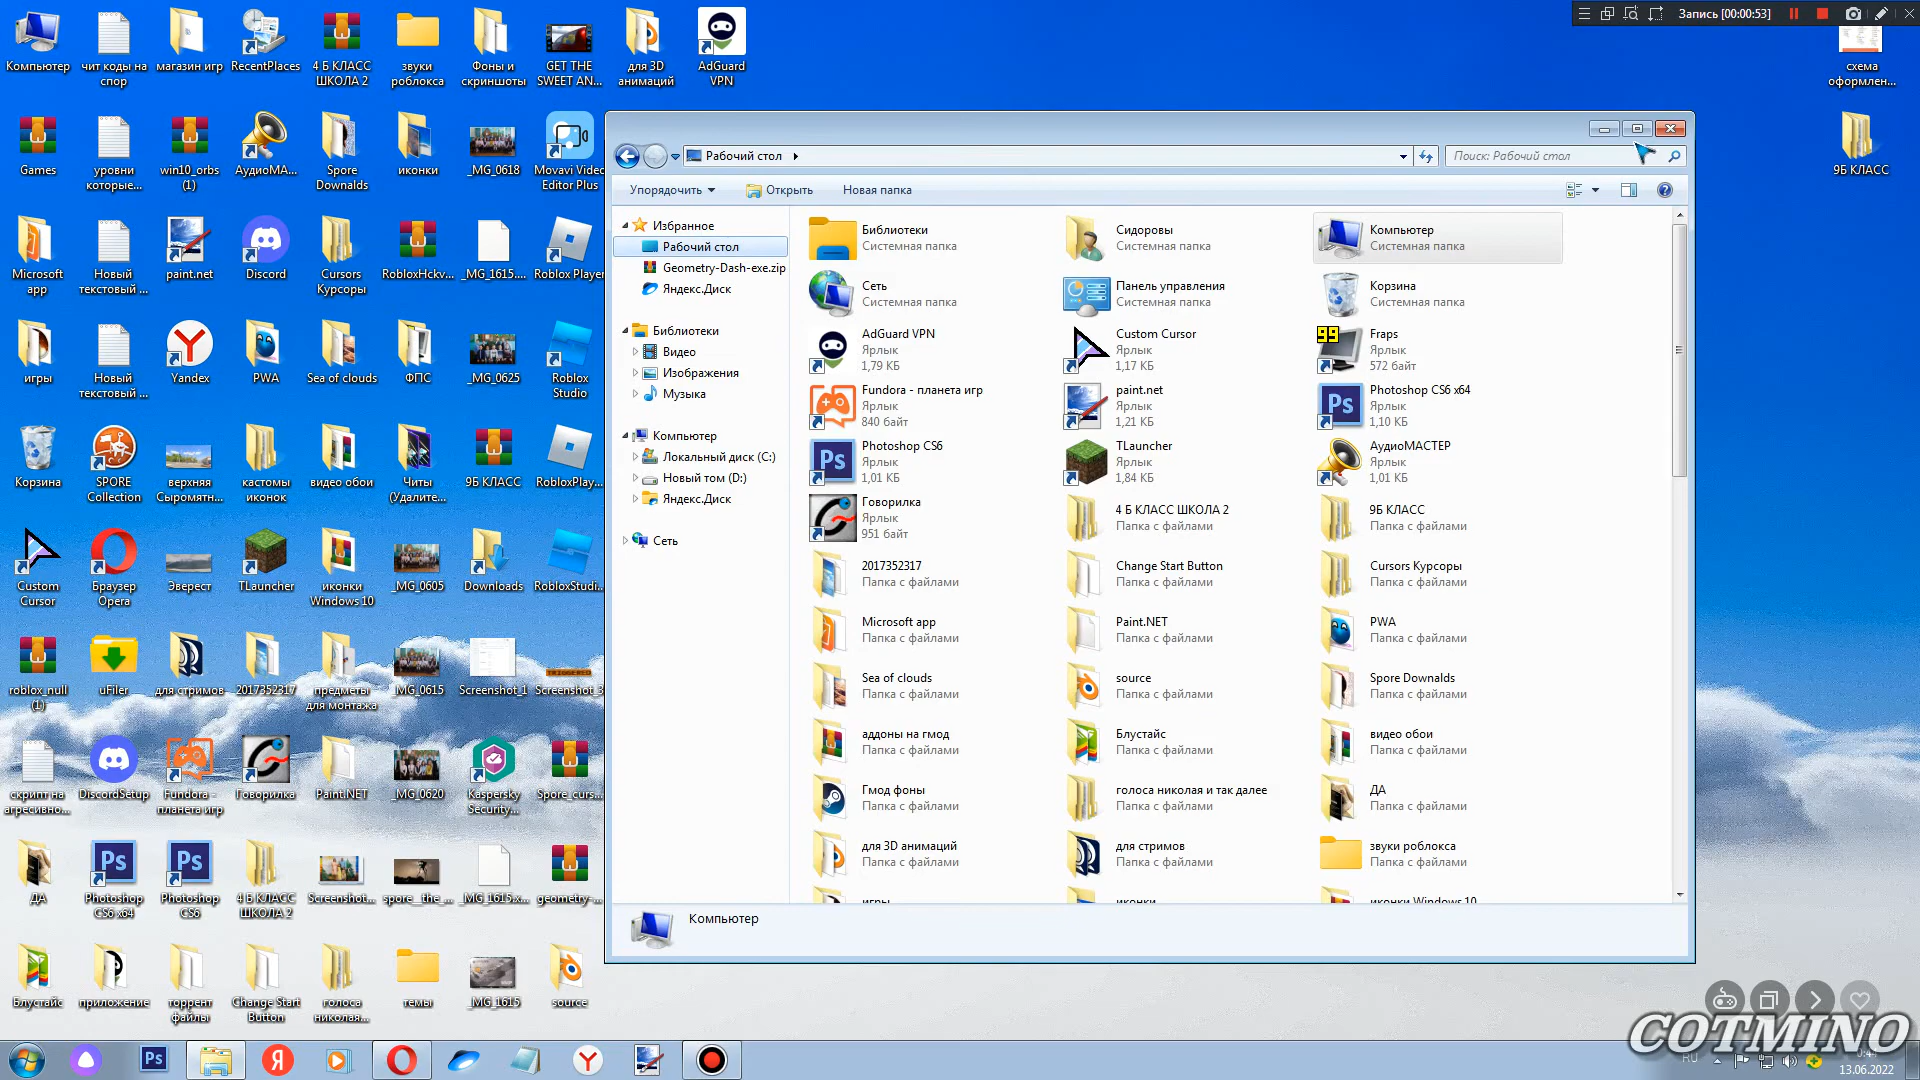 Запись [00:00:53]
Компьютер
чит коды на
спор
магазин игр
RecentPlaces
4 Б КЛАСС
ШКОЛА 2
звуки
роблокса
Фоны и
скриншоты
GET THE
SWEET AN...
для 3D
анимаций
AdGuard
VPN
схема
оформлен...
Games
уровни
которые...
win10_orbs
(1)
АудиоМА...
Spore
Downalds
иконки
_MG_0618
Movavi Video
Editor Plus
9Б КЛАСС
Microsoft
app
Новый
текстовый ...
paint.net
Discord
Cursors
Курсоры
RobloxHckv...
_MG_1615....
Roblox Player
игры
Новый
текстовый ...
Yandex
PWA
Sea of clouds
ФПС
_MG_0625
Roblox
Studio
Корзина
SPORE
Collection
верхняя
Сыромятн...
кастомы
иконок
видео обои
Читы
(Удалите...
9Б КЛАСС
RobloxPlay...
Custom
Cursor
Браузер
Opera
Эверест
TLauncher
иконки
Windows 10
_MG_0605
Downloads
RobloxStudi...
roblox_null
(1)
uFiler
для стримов
2017352317
предметы
для монтажа
_MG_0615
Screenshot_1
Screenshot_3
скрипт на
агресивно...
DiscordSetup
Fundora -
планета игр
Говорилка
Paint.NET
_MG_0620
Kaspersky
Security...
Spore_curs...
ДА
Photoshop
CS6 x64
Photoshop
CS6
4 Б КЛАСС
ШКОЛА 2
Screenshot...
spore__the_...
_MG_1615.x...
geometry-...
Блустайс
приложение
торрент
файлы
Change Start
Button
голоса
николая...
темы
_MG_1615
source
Рабочий стол
Поиск: Рабочий стол
Упорядочить
Открыть
Новая папка
Избранное
Рабочий стол
Geometry-Dash-exe.zip
Яндекс.Диск
Библиотеки
Видео
Изображения
Музыка
Компьютер
Локальный диск (C:)
Новый том (D:)
Яндекс.Диск
Сеть
Библиотеки
Системная папка
Сидоровы
Системная папка
Компьютер
Системная папка
Сеть
Системная папка
Панель управления
Системная папка
Корзина
Системная папка
AdGuard VPN
Ярлык
1,79 КБ
Custom Cursor
Ярлык
1,17 КБ
99
Fraps
Ярлык
572 байт
Fundora - планета игр
Ярлык
840 байт
paint.net
Ярлык
1,21 КБ
Photoshop CS6 x64
Ярлык
1,10 КБ
Photoshop CS6
Ярлык
1,01 КБ
TLauncher
Ярлык
1,84 КБ
АудиоМАСТЕР
Ярлык
1,01 КБ
Говорилка
Ярлык
951 байт
4 Б КЛАСС ШКОЛА 2
Папка с файлами
9Б КЛАСС
Папка с файлами
2017352317
Папка с файлами
Change Start Button
Папка с файлами
Cursors Курсоры
Папка с файлами
Microsoft app
Папка с файлами
Paint.NET
Папка с файлами
PWA
Папка с файлами
Sea of clouds
Папка с файлами
source
Папка с файлами
Spore Downalds
Папка с файлами
аддоны на гмод
Папка с файлами
Блустайс
Папка с файлами
видео обои
Папка с файлами
Гмод фоны
Папка с файлами
голоса николая и так далее
Папка с файлами
ДА
Папка с файлами
для 3D анимаций
Папка с файлами
для стримов
Папка с файлами
звуки роблокса
Папка с файлами
игры
иконки
иконки Windows 10
Компьютер
COTMINO
RU
13.06.2022